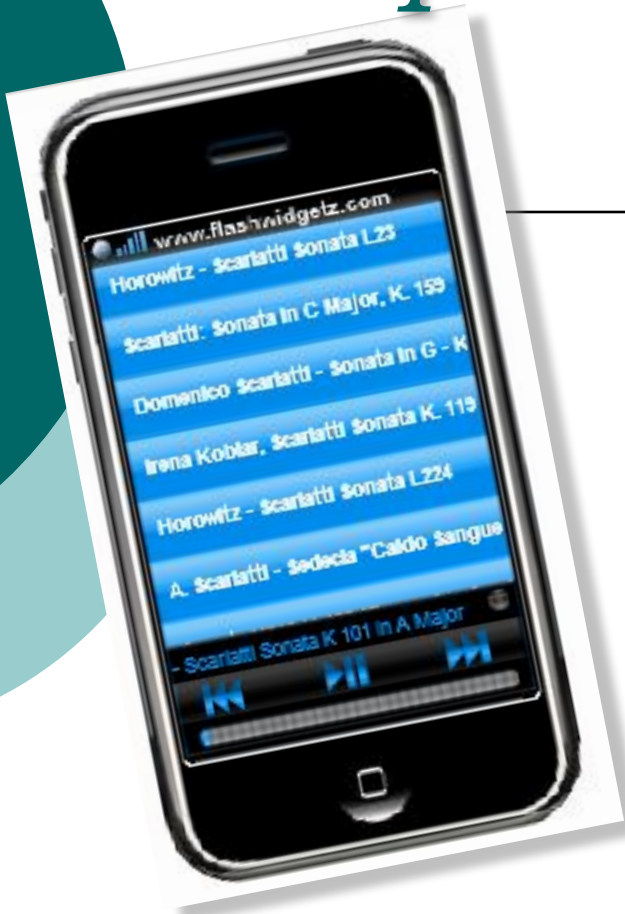 www.flashwidgetz.com
Horowitz - Scarlatti Sonata L23
Scarlatti: Sonata in C Major, K. 159
Domenico Scarlatti - Sonata in G - K
Irena Koblar, Scarlatti Sonata K. 119
Horowitz - Scarlatti Sonata L224
A. Scarlatti - Sedecia "Caldo Sangue
- Scarlatti Sonata K 101 in A Major